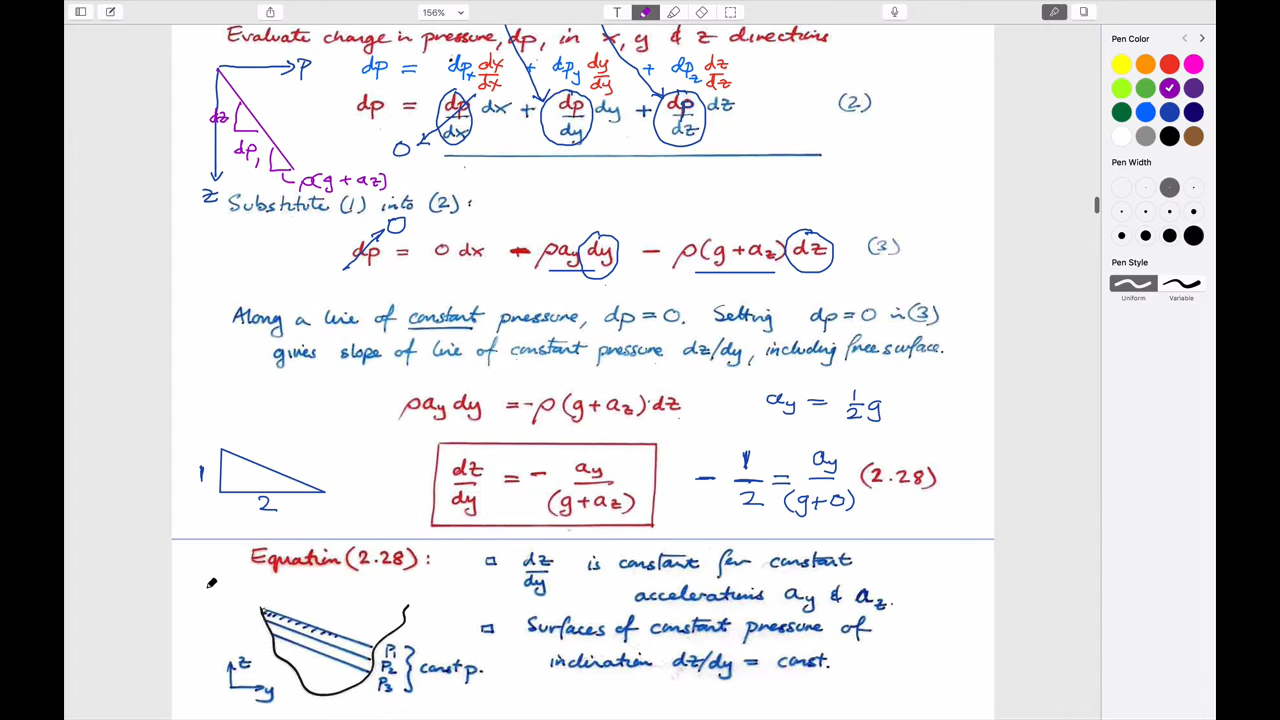 156%
T
Evaluate change in pressure, dp, in x, y & z directions
P
dp = dpx dx/dx + dpy dy/dy + dpz dz/dz
dp = dp/dx dx + dp/dy dy + dp/dz dz (2)
0
dz
dp1
ρ(g + az)
z
Substitute (1) into (2):
0
dp = 0 dx - ρay dy - ρ(g + az) dz (3)
Along a line of constant pressure, dp = 0. Setting dp = 0 in (3)
gives slope of line of constant pressure dz/dy, including free surface.
ρay dy = -ρ(g + az)·dz
ay = 1/2 g
1
2
dz/dy = - ay/(g + az)
- 1/2 = ay/(g+0) (2.28)
Equation (2.28):
▫ dz/dy is constant for constant
accelerations ay & az.
▫ Surfaces of constant pressure of
inclination dz/dy = const.
P1
P2
P3
const p.
z
y
Pen Color
Pen Width
Pen Style
Uniform
Variable